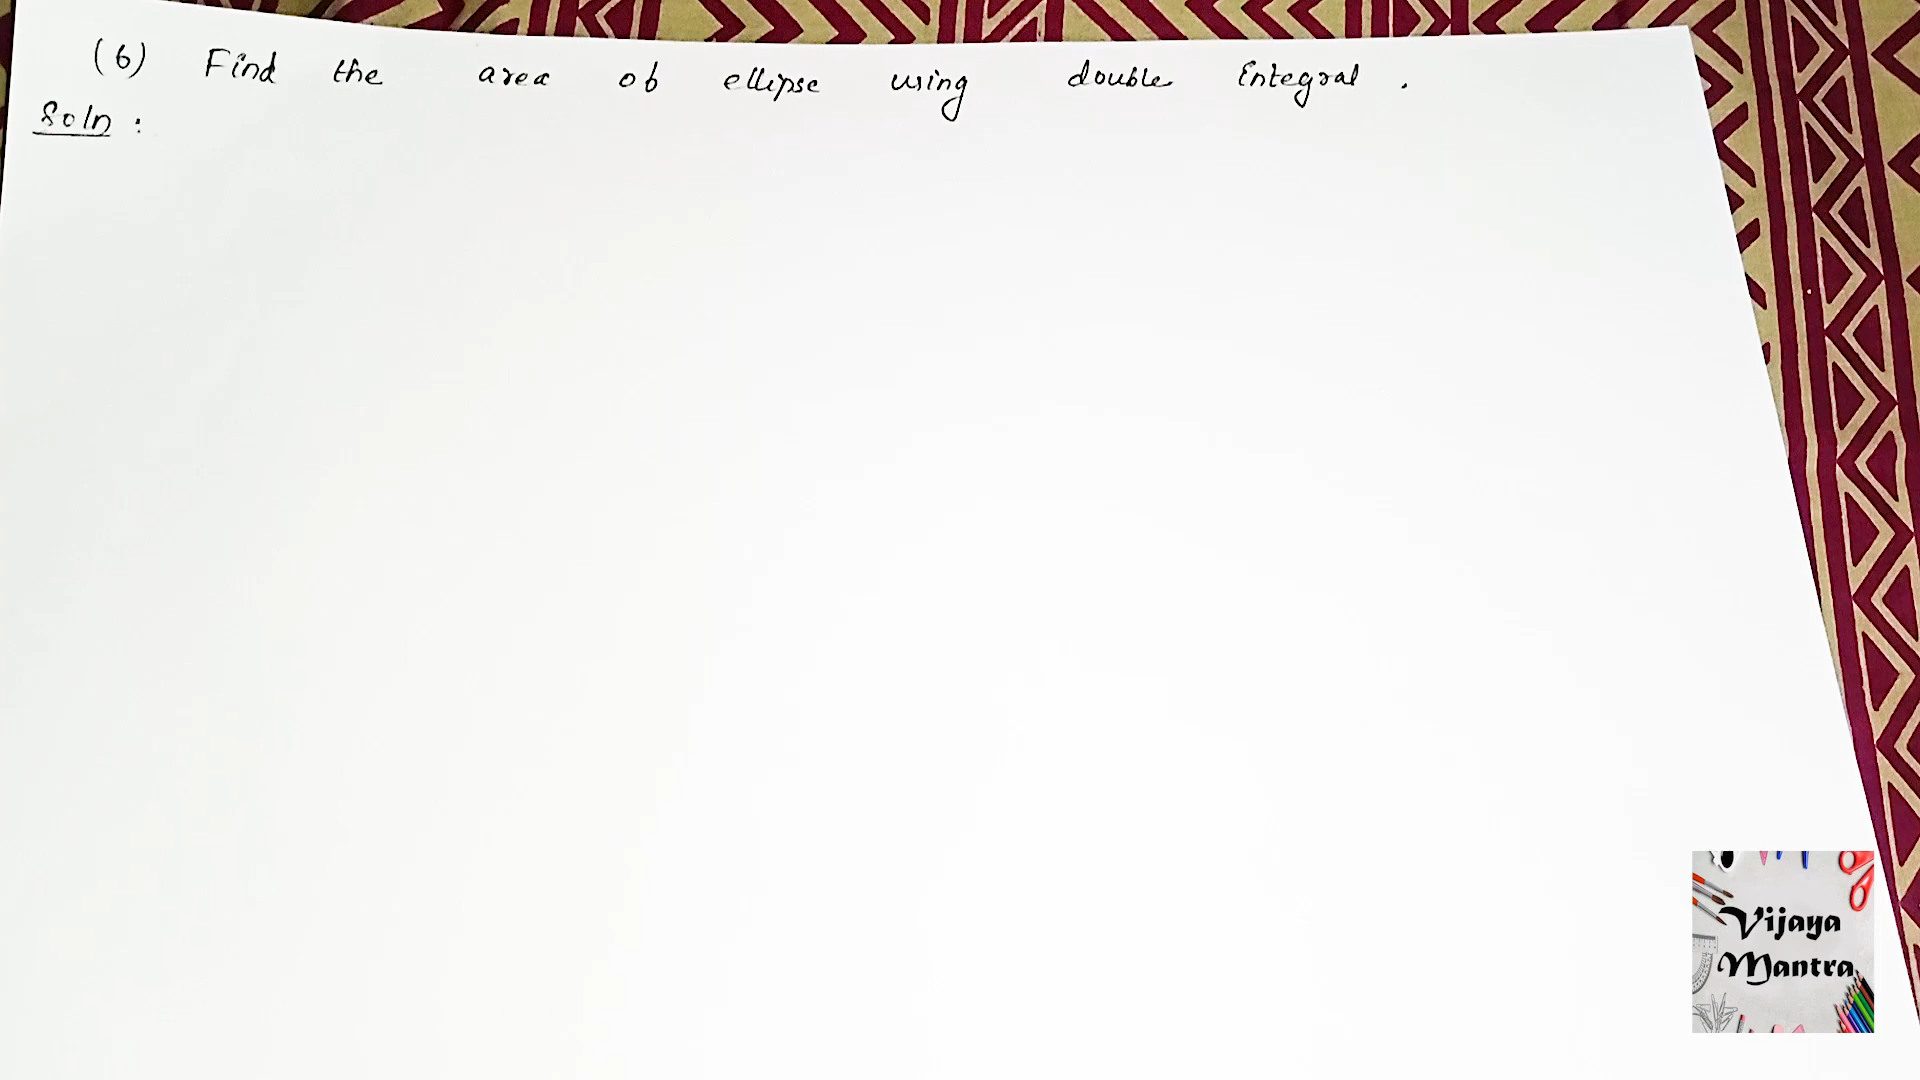 (6) Find the area of ellipse using double integral .
Soln :
Vijaya
Mantra